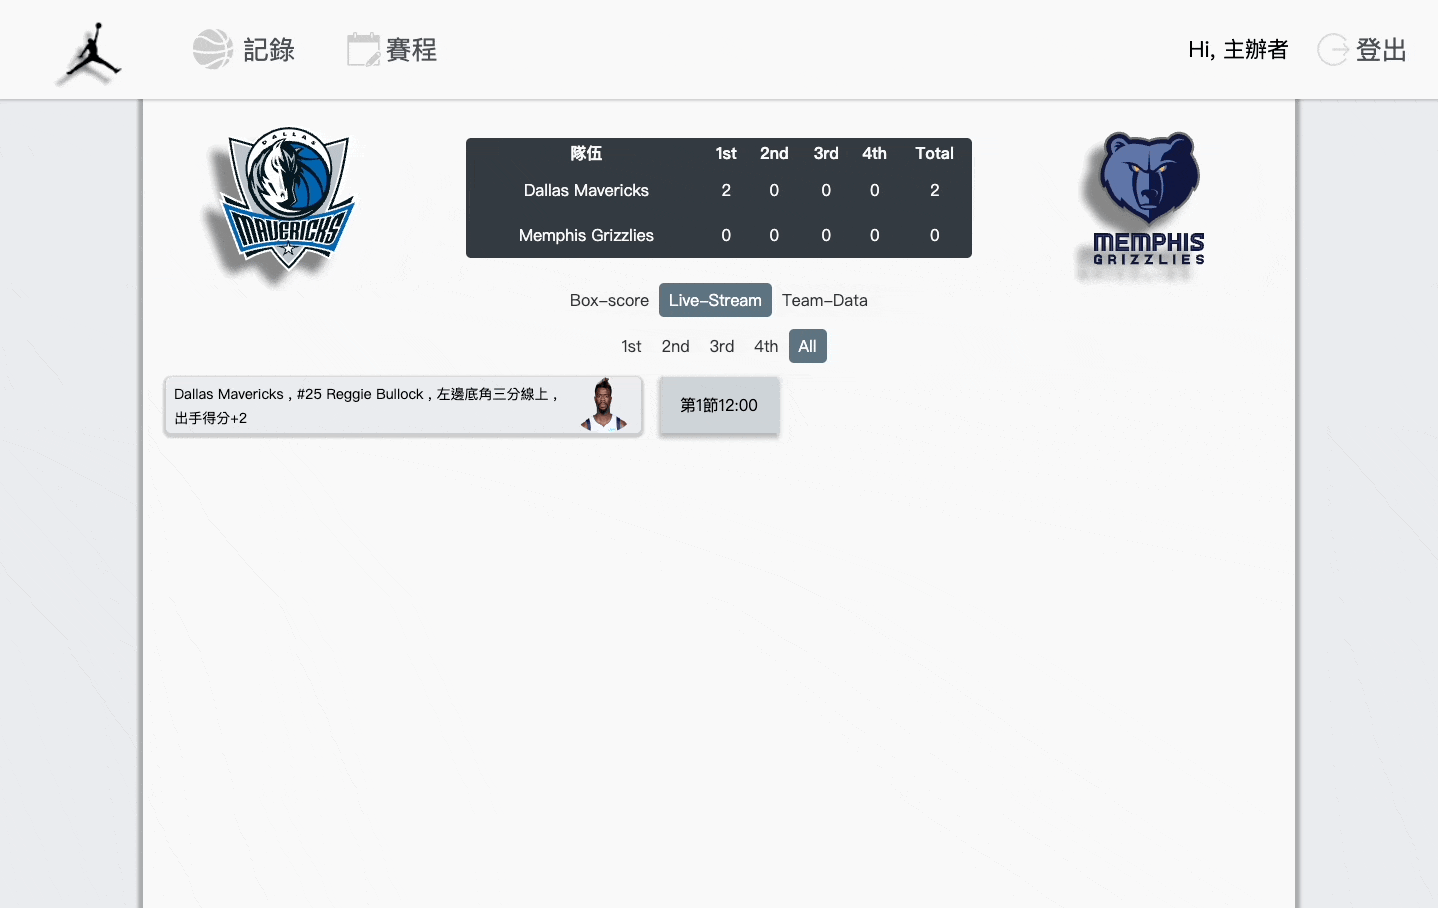 記錄
賽程
Hi, 主辦者
登出
DALLAS
MAVERICKS
隊伍 1st 2nd 3rd 4th Total
Dallas Mavericks 2 0 0 0 2
Memphis Grizzlies 0 0 0 0 0
MEMPHIS
GRIZZLIES
Box-score Live-Stream Team-Data
1st 2nd 3rd 4th All
Dallas Mavericks , #25 Reggie Bullock , 左邊底角三分線上 ,
出手得分+2
第1節12:00